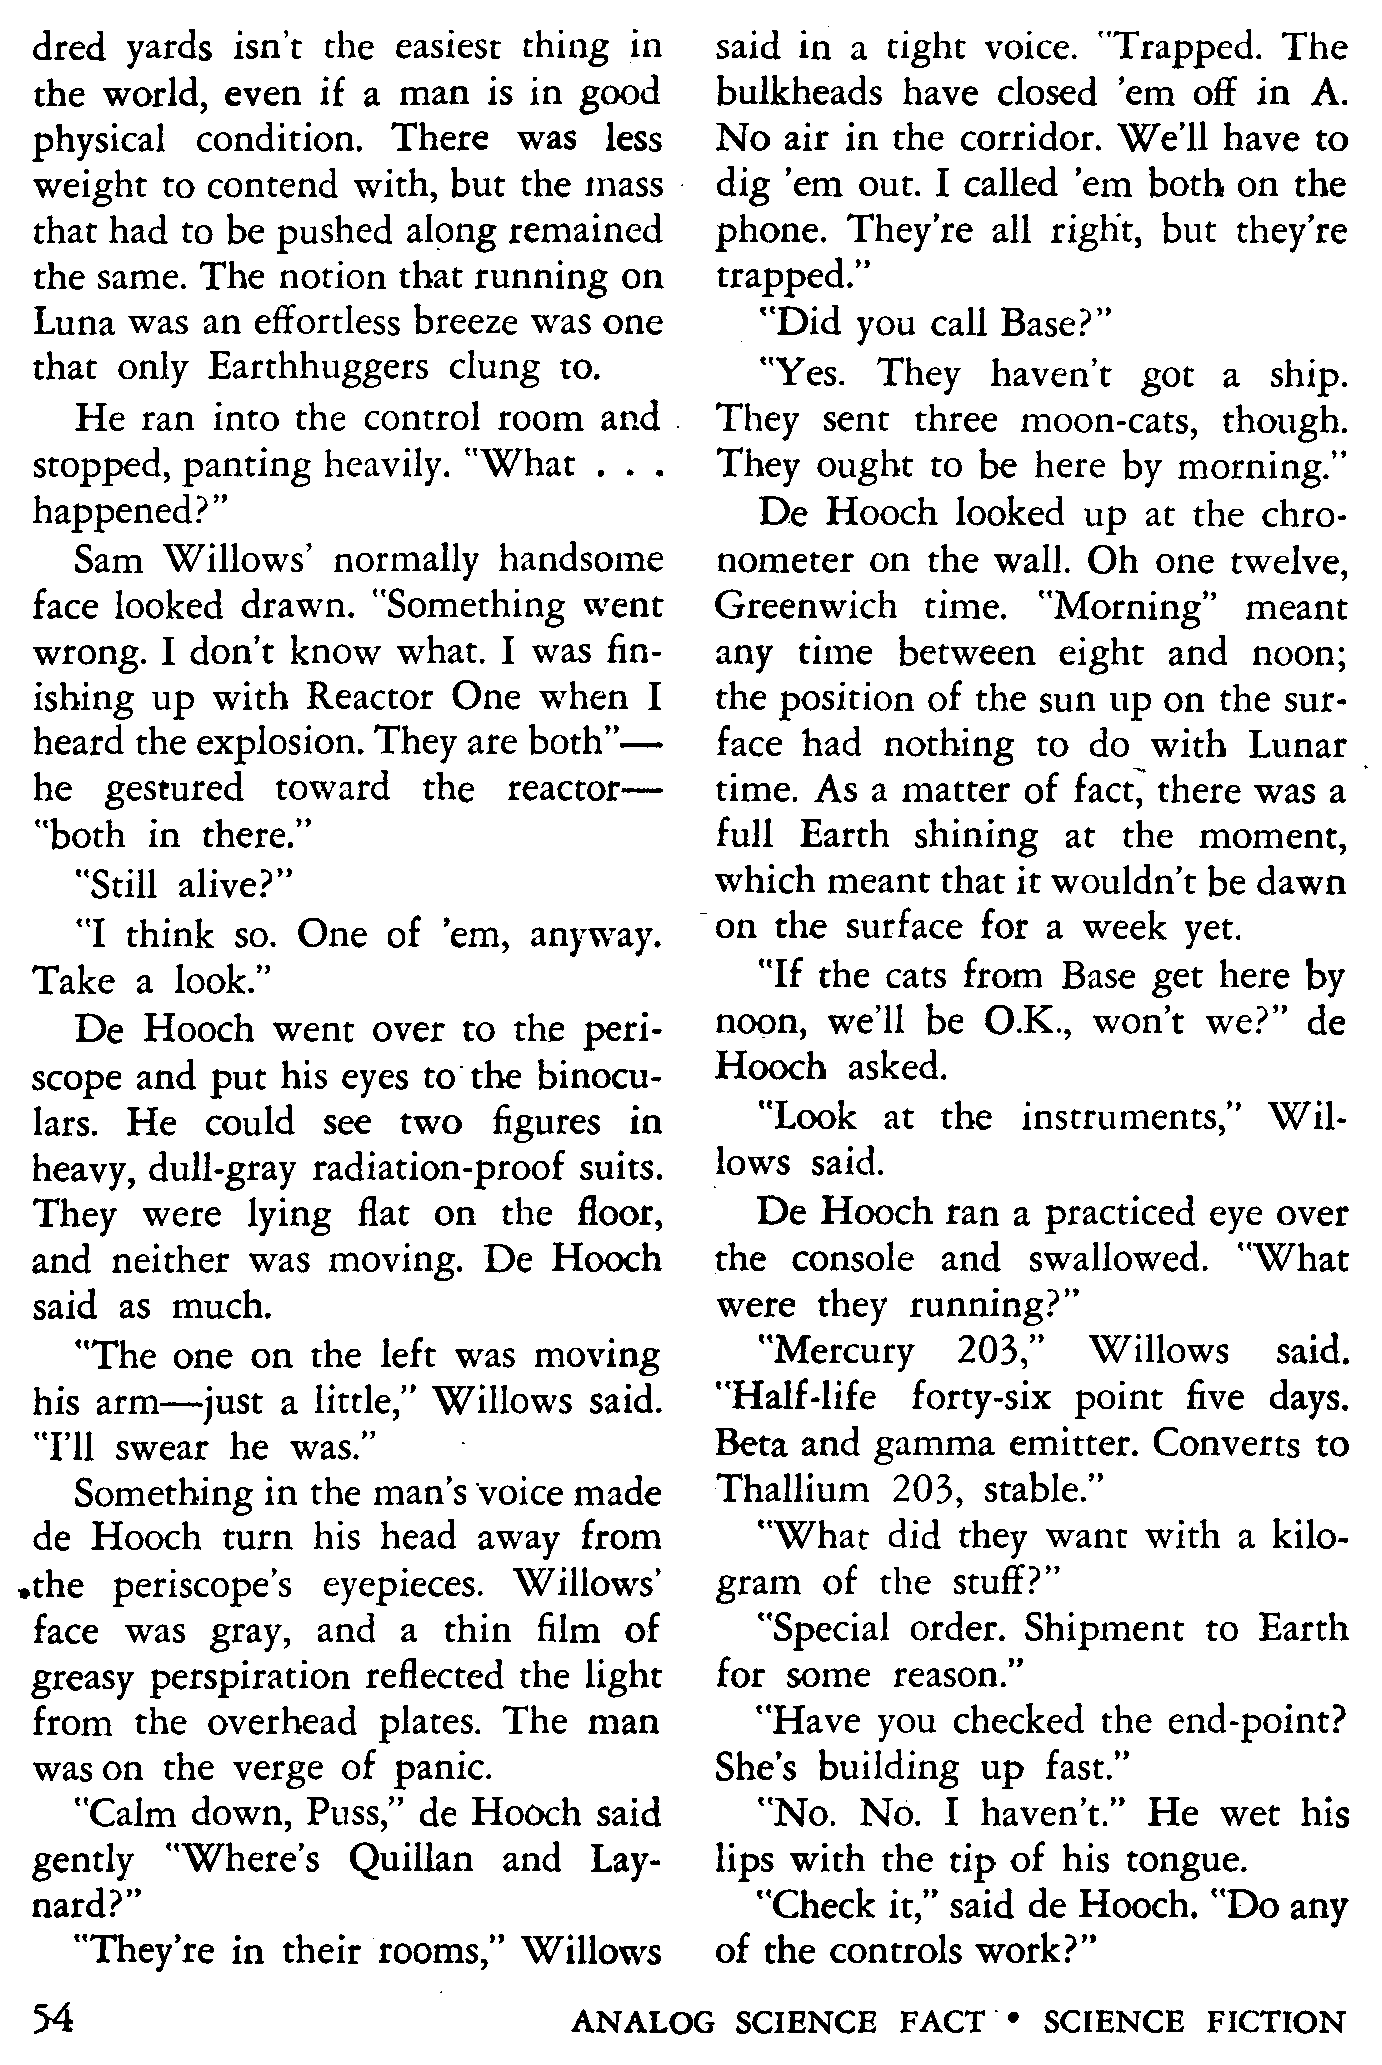 dred yards isn't the easiest thing in
the world, even if a man is in good
physical condition. There was less
weight to contend with, but the mass
that had to be pushed along remained
the same. The notion that running on
Luna was an effortless breeze was one
that only Earthhuggers clung to.
He ran into the control room and
stopped, panting heavily. "What . . .
happened?"
Sam Willows' normally handsome
face looked drawn. "Something went
wrong. I don't know what. I was fin-
ishing up with Reactor One when I
heard the explosion. They are both"—
he gestured toward the reactor—
"both in there."
"Still alive?"
"I think so. One of 'em, anyway.
Take a look."
De Hooch went over to the peri-
scope and put his eyes to the binocu-
lars. He could see two figures in
heavy, dull-gray radiation-proof suits.
They were lying flat on the floor,
and neither was moving. De Hooch
said as much.
"The one on the left was moving
his arm—just a little," Willows said.
"I'll swear he was."
Something in the man's voice made
de Hooch turn his head away from
the periscope's eyepieces. Willows'
face was gray, and a thin film of
greasy perspiration reflected the light
from the overhead plates. The man
was on the verge of panic.
"Calm down, Puss," de Hooch said
gently "Where's Quillan and Lay-
nard?"
"They're in their rooms," Willows
said in a tight voice. "Trapped. The
bulkheads have closed 'em off in A.
No air in the corridor. We'll have to
dig 'em out. I called 'em both on the
phone. They're all right, but they're
trapped."
"Did you call Base?"
"Yes. They haven't got a ship.
They sent three moon-cats, though.
They ought to be here by morning."
De Hooch looked up at the chro-
nometer on the wall. Oh one twelve,
Greenwich time. "Morning" meant
any time between eight and noon;
the position of the sun up on the sur-
face had nothing to do with Lunar
time. As a matter of fact, there was a
full Earth shining at the moment,
which meant that it wouldn't be dawn
on the surface for a week yet.
"If the cats from Base get here by
noon, we'll be O.K., won't we?" de
Hooch asked.
"Look at the instruments," Wil-
lows said.
De Hooch ran a practiced eye over
the console and swallowed. "What
were they running?"
"Mercury 203," Willows said.
"Half-life forty-six point five days.
Beta and gamma emitter. Converts to
Thallium 203, stable."
"What did they want with a kilo-
gram of the stuff?"
"Special order. Shipment to Earth
for some reason."
"Have you checked the end-point?
She's building up fast."
"No. No. I haven't." He wet his
lips with the tip of his tongue.
"Check it," said de Hooch. "Do any
of the controls work?"
54
ANALOG SCIENCE FACT • SCIENCE FICTION